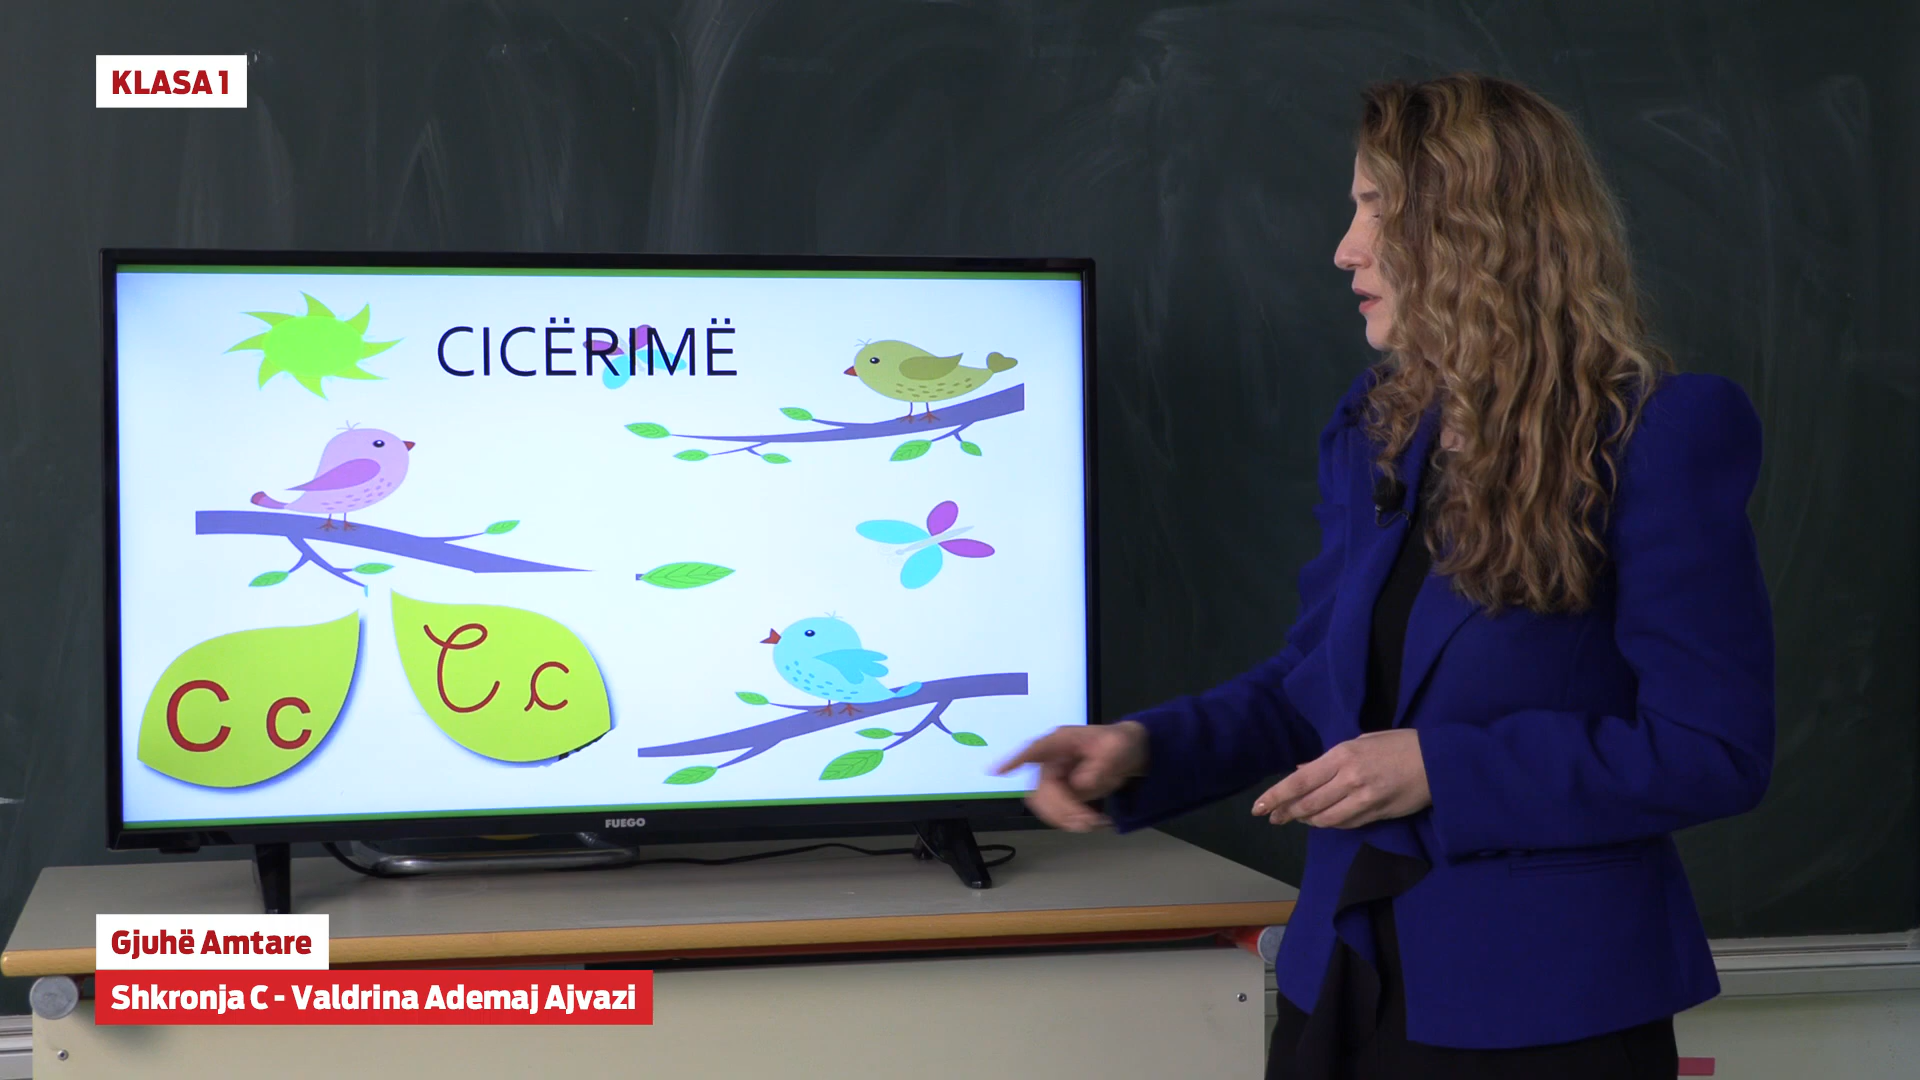 KLASA 1
CICËRIMË
C c
C c
FUEGO
Gjuhë Amtare
Shkronja C - Valdrina Ademaj Ajvazi